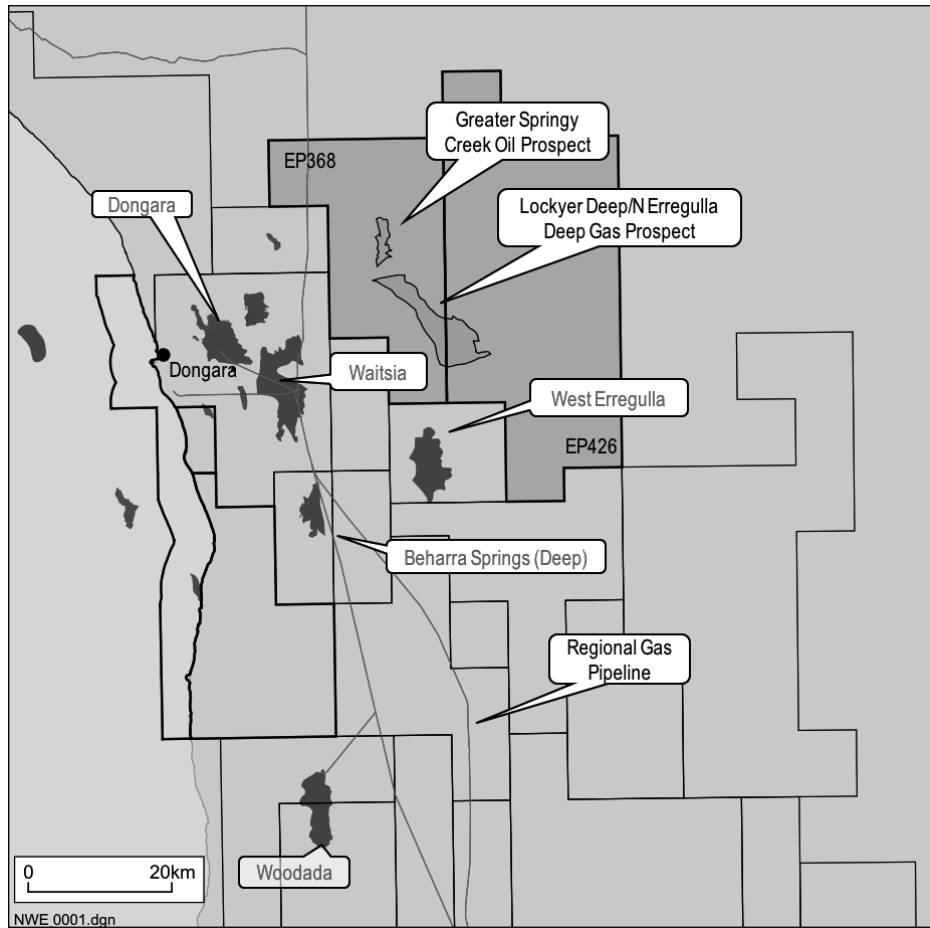 Greater Springy
Creek Oil Prospect
EP368
Dongara
Lockyer Deep/N Erregulla
Deep Gas Prospect
Dongara
Waitsia
West Erregulla
EP426
Beharra Springs (Deep)
Regional Gas
Pipeline
Woodada
0 20km
NWE_0001.dgn